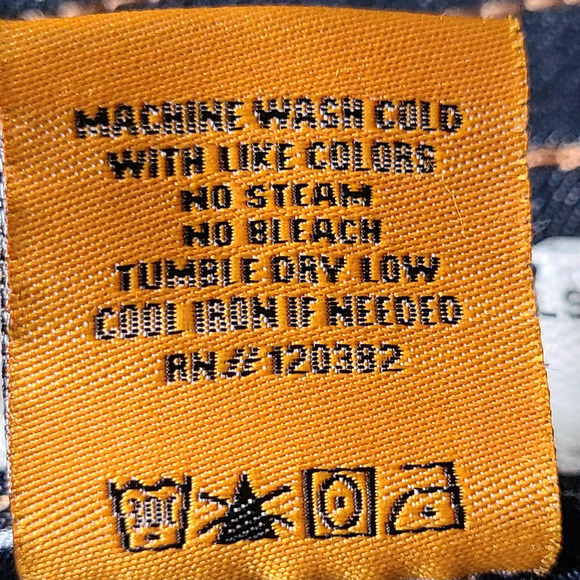 MACHINE WASH COLD
WITH LIKE COLORS
NO STEAM
NO BLEACH
TUMBLE DRY LOW
COOL IRON IF NEEDED
RN//120382